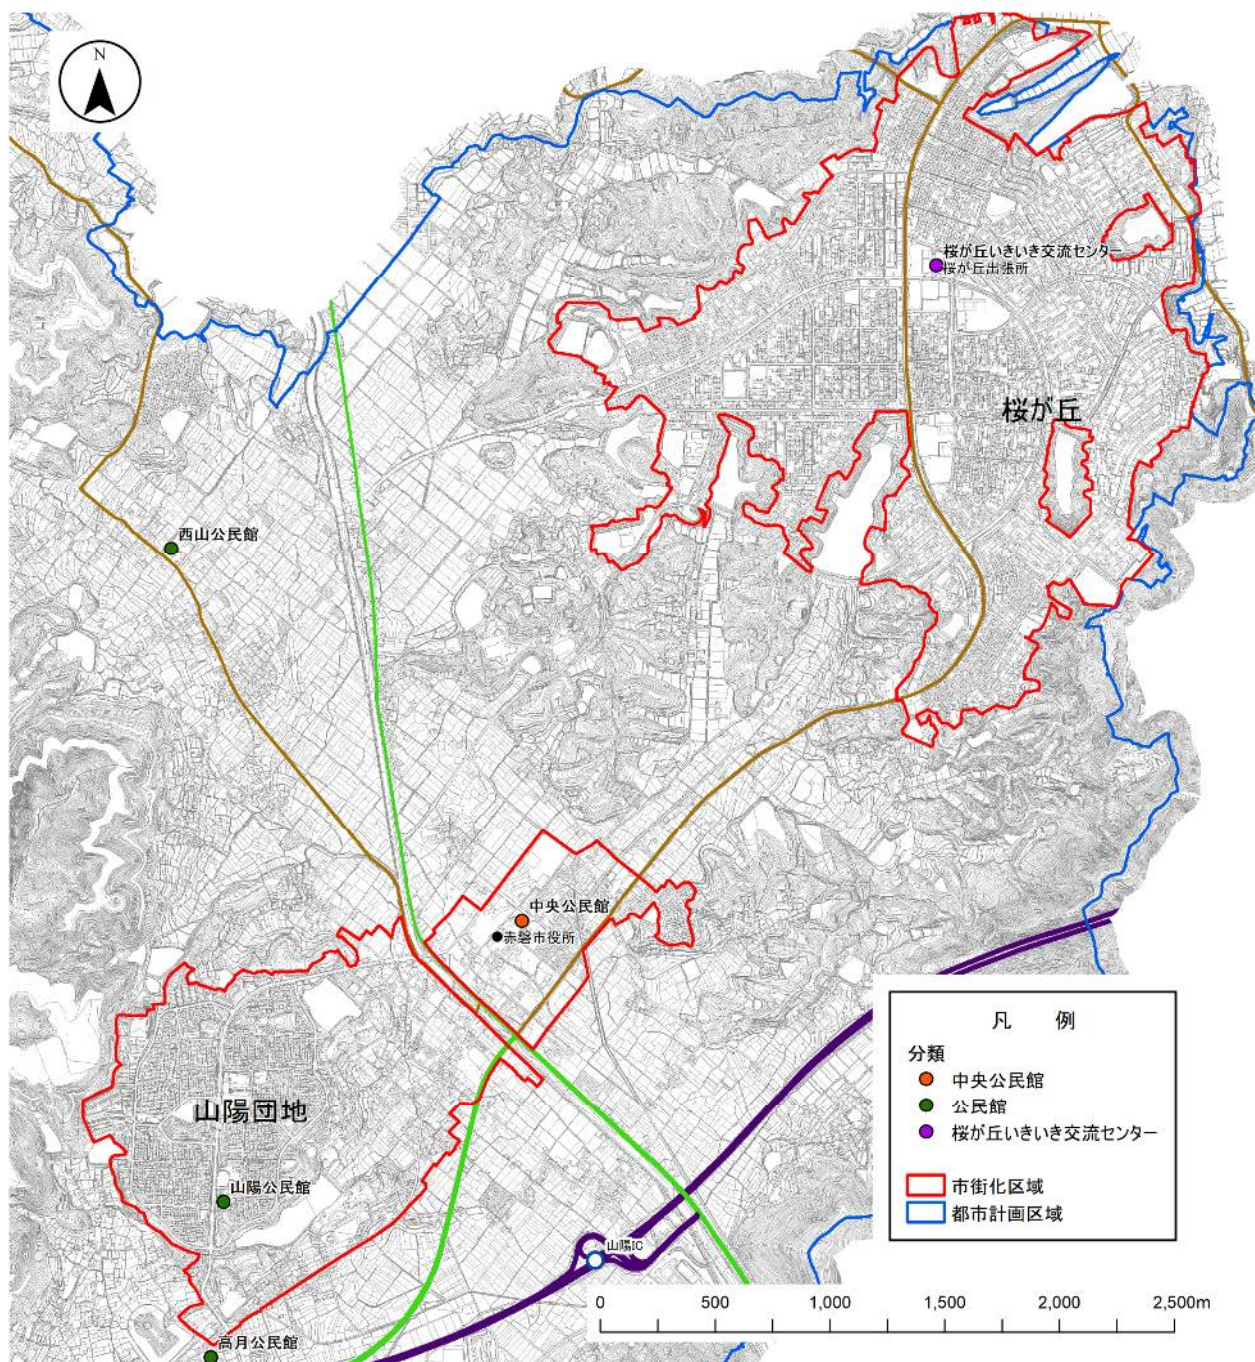 N
桜が丘いきいき交流センター
桜が丘出張所
桜が丘
西山公民館
中央公民館
赤磐市役所
山陽団地
山陽公民館
山陽IC
高月公民館
凡 例
分類
中央公民館
公民館
桜が丘いきいき交流センター
市街化区域
都市計画区域
0 500 1,000 1,500 2,000 2,500m